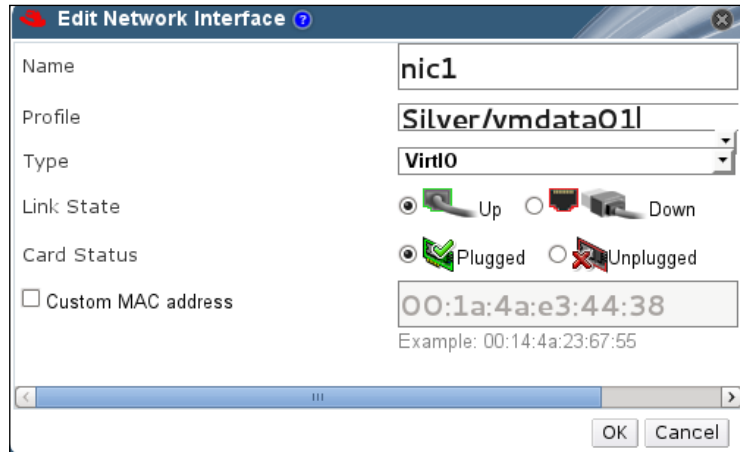 Edit Network Interface ?
Name nic1
Profile Silver/vmdata01
Type VirtIO
Link State Up Down
Card Status Plugged Unplugged
Custom MAC address 00:1a:4a:e3:44:38
Example: 00:14:4a:23:67:55
OK Cancel